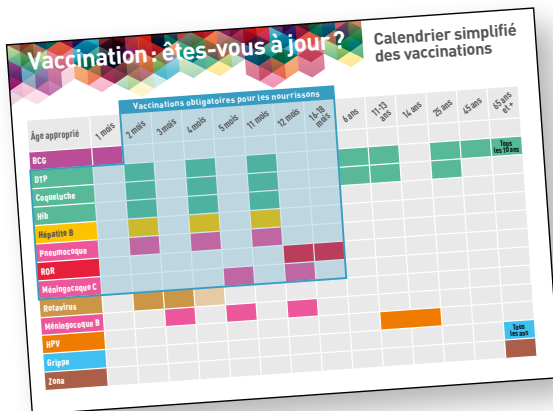 Vaccination : êtes-vous à jour ?
Calendrier simplifié
des vaccinations
Vaccinations obligatoires pour les nourrissons
Âge approprié
1 mois
2 mois
3 mois
4 mois
5 mois
11 mois
12 mois
16-18
mois
6 ans
11-13
ans
14 ans
25 ans
45 ans
65 ans
et +
BCG
DTP
Tous
les 10 ans
Coqueluche
Hib
Hépatite B
Pneumocoque
ROR
Méningocoque C
Rotavirus
Méningocoque B
HPV
Grippe
Tous
les ans
Zona